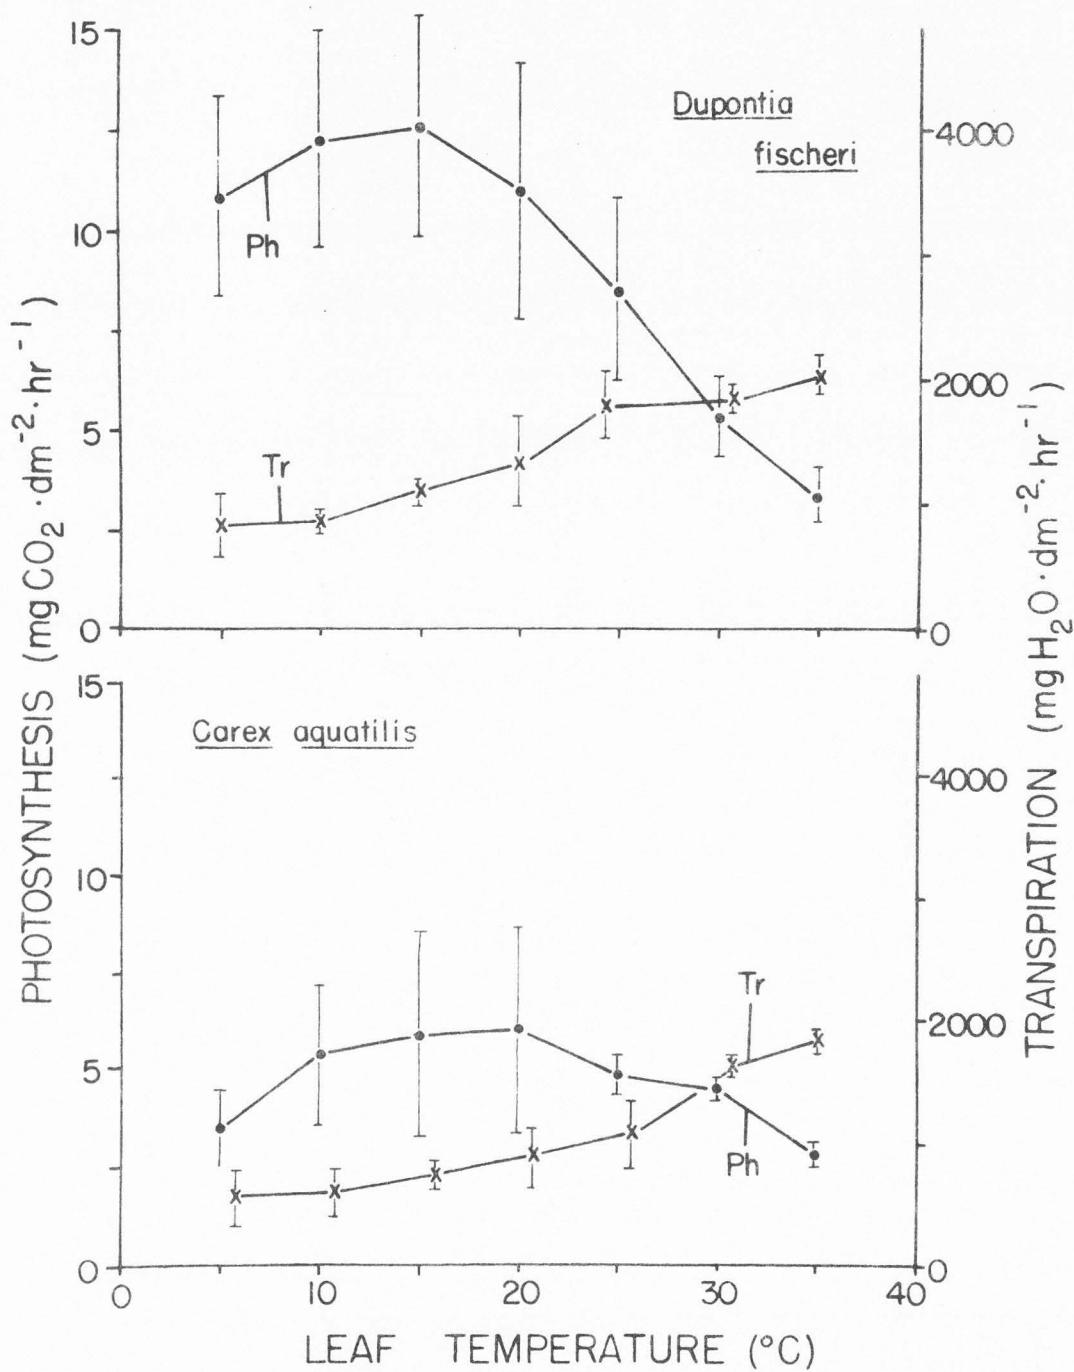 15
10
5
0
PHOTOSYNTHESIS (mg CO₂ · dm⁻² · hr⁻¹)
Dupontia
fischeri
Ph
Tr
4000
2000
0
TRANSPIRATION (mg H₂O · dm⁻² · hr⁻¹)
15
10
5
0
Carex aquatilis
Tr
Ph
4000
2000
0
0
10
20
30
40
LEAF TEMPERATURE (°C)